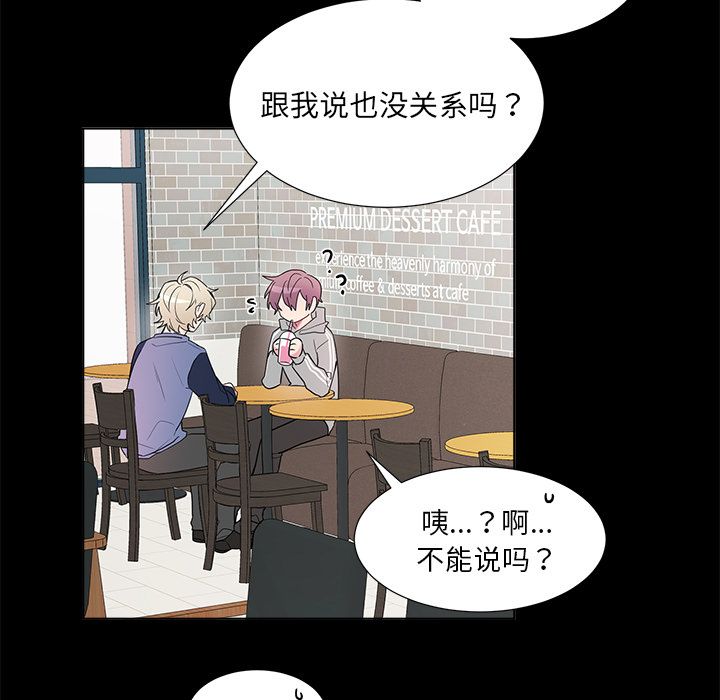 跟我说也没关系吗？
PREMIUM DESSERT CAFE
experience the heavenly harmony of
premium coffee & desserts at cafe
咦…？啊…
不能说吗？